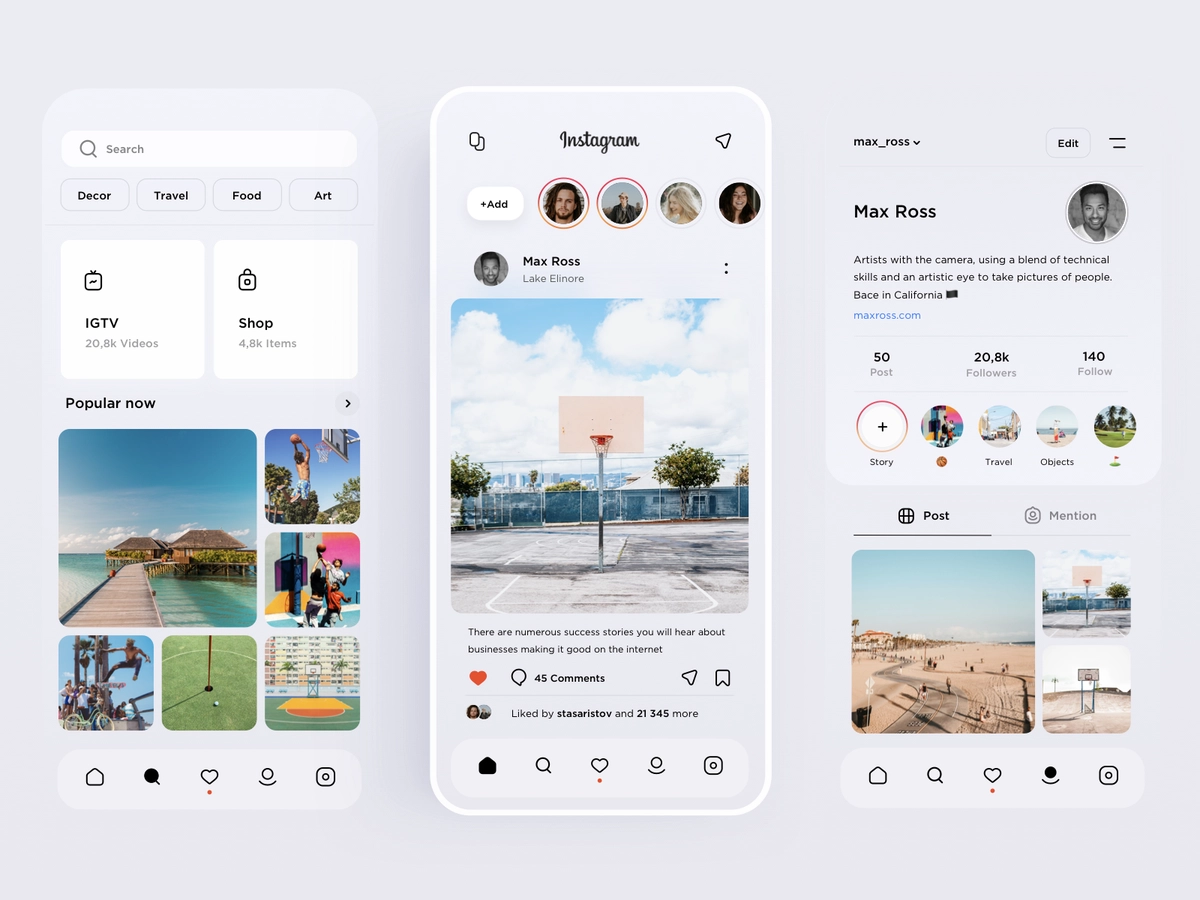 Search
Decor
Travel
Food
Art
IGTV
20,8k Videos
Shop
4,8k Items
Popular now
Instagram
+Add
Max Ross
Lake Elinore
There are numerous success stories you will hear about
businesses making it good on the internet
45 Comments
Liked by stasaristov and 21 345 more
max_ross
Edit
Max Ross
Artists with the camera, using a blend of technical
skills and an artistic eye to take pictures of people.
Bace in California
maxross.com
50
Post
20,8k
Followers
140
Follow
Story
Travel
Objects
Post
Mention